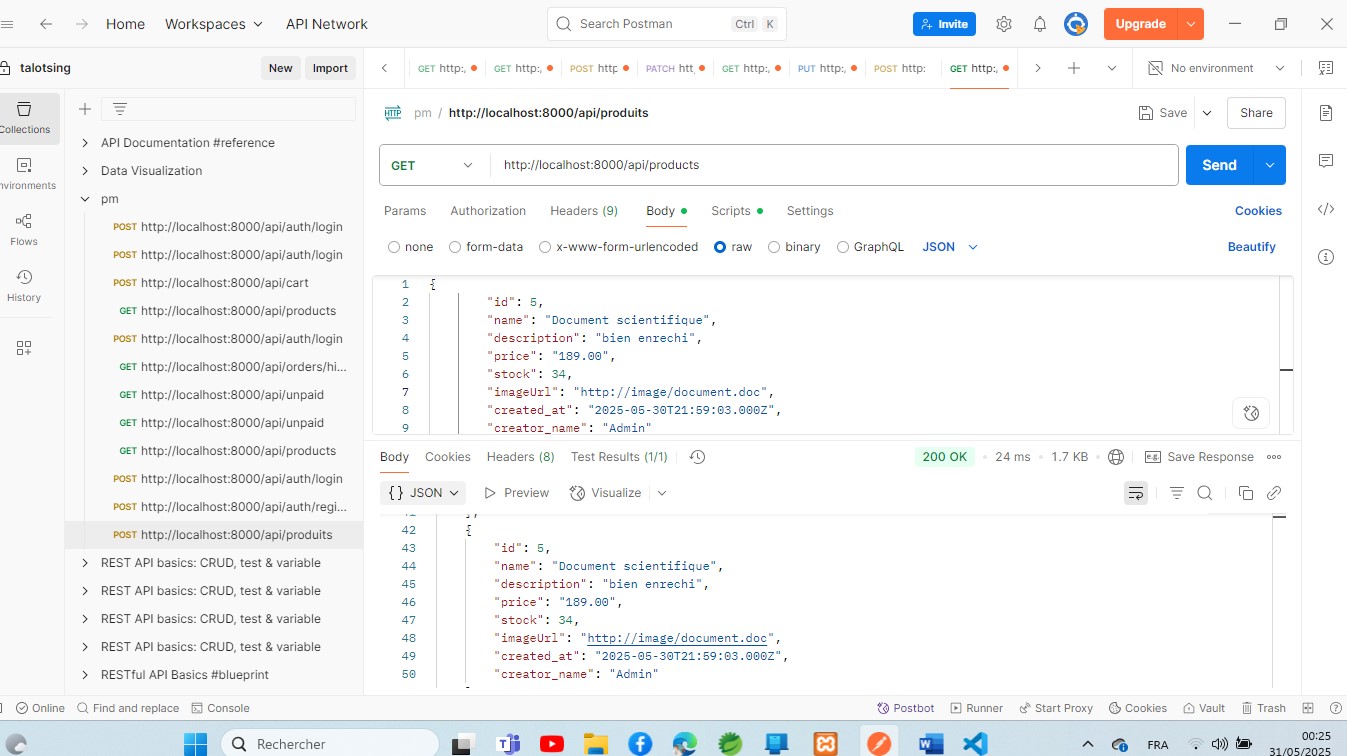 Home Workspaces API Network Search Postman Ctrl K Invite Upgrade
talotsing New Import GET http:, GET http:, POST http PATCH htt, GET http:, PUT http:, POST http: GET http:, No environment
Collections
Environments
Flows
History
API Documentation #reference
Data Visualization
pm
POST http://localhost:8000/api/auth/login
POST http://localhost:8000/api/auth/login
POST http://localhost:8000/api/cart
GET http://localhost:8000/api/products
POST http://localhost:8000/api/auth/login
GET http://localhost:8000/api/orders/hi...
GET http://localhost:8000/api/unpaid
GET http://localhost:8000/api/unpaid
GET http://localhost:8000/api/products
POST http://localhost:8000/api/auth/login
POST http://localhost:8000/api/auth/regi...
POST http://localhost:8000/api/produits
REST API basics: CRUD, test & variable
REST API basics: CRUD, test & variable
REST API basics: CRUD, test & variable
REST API basics: CRUD, test & variable
RESTful API Basics #blueprint
HTTP pm / http://localhost:8000/api/produits Save Share
GET http://localhost:8000/api/products Send
Params Authorization Headers (9) Body Scripts Settings Cookies
none form-data x-www-form-urlencoded raw binary GraphQL JSON Beautify
1 {
2 "id": 5,
3 "name": "Document scientifique",
4 "description": "bien enrechi",
5 "price": "189.00",
6 "stock": 34,
7 "imageUrl": "http://image/document.doc",
8 "created_at": "2025-05-30T21:59:03.000Z",
9 "creator_name": "Admin"
Body Cookies Headers (8) Test Results (1/1) 200 OK 24 ms 1.7 KB e.g. Save Response
{} JSON Preview Visualize
41 },
42 {
43 "id": 5,
44 "name": "Document scientifique",
45 "description": "bien enrechi",
46 "price": "189.00",
47 "stock": 34,
48 "imageUrl": "http://image/document.doc",
49 "created_at": "2025-05-30T21:59:03.000Z",
50 "creator_name": "Admin"
Online Find and replace Console Postbot Runner Start Proxy Cookies Vault Trash
Rechercher FRA 00:25
31/05/2025